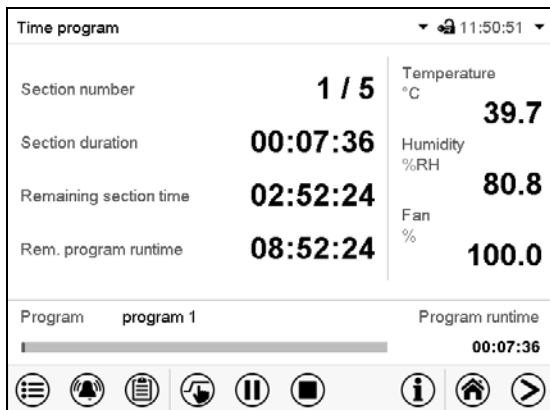 Time program 11:50:51
Section number 1 / 5
Section duration 00:07:36
Remaining section time 02:52:24
Rem. program runtime 08:52:24
Temperature
°C
39.7
Humidity
%RH
80.8
Fan
%
100.0
Program program 1 Program runtime
00:07:36